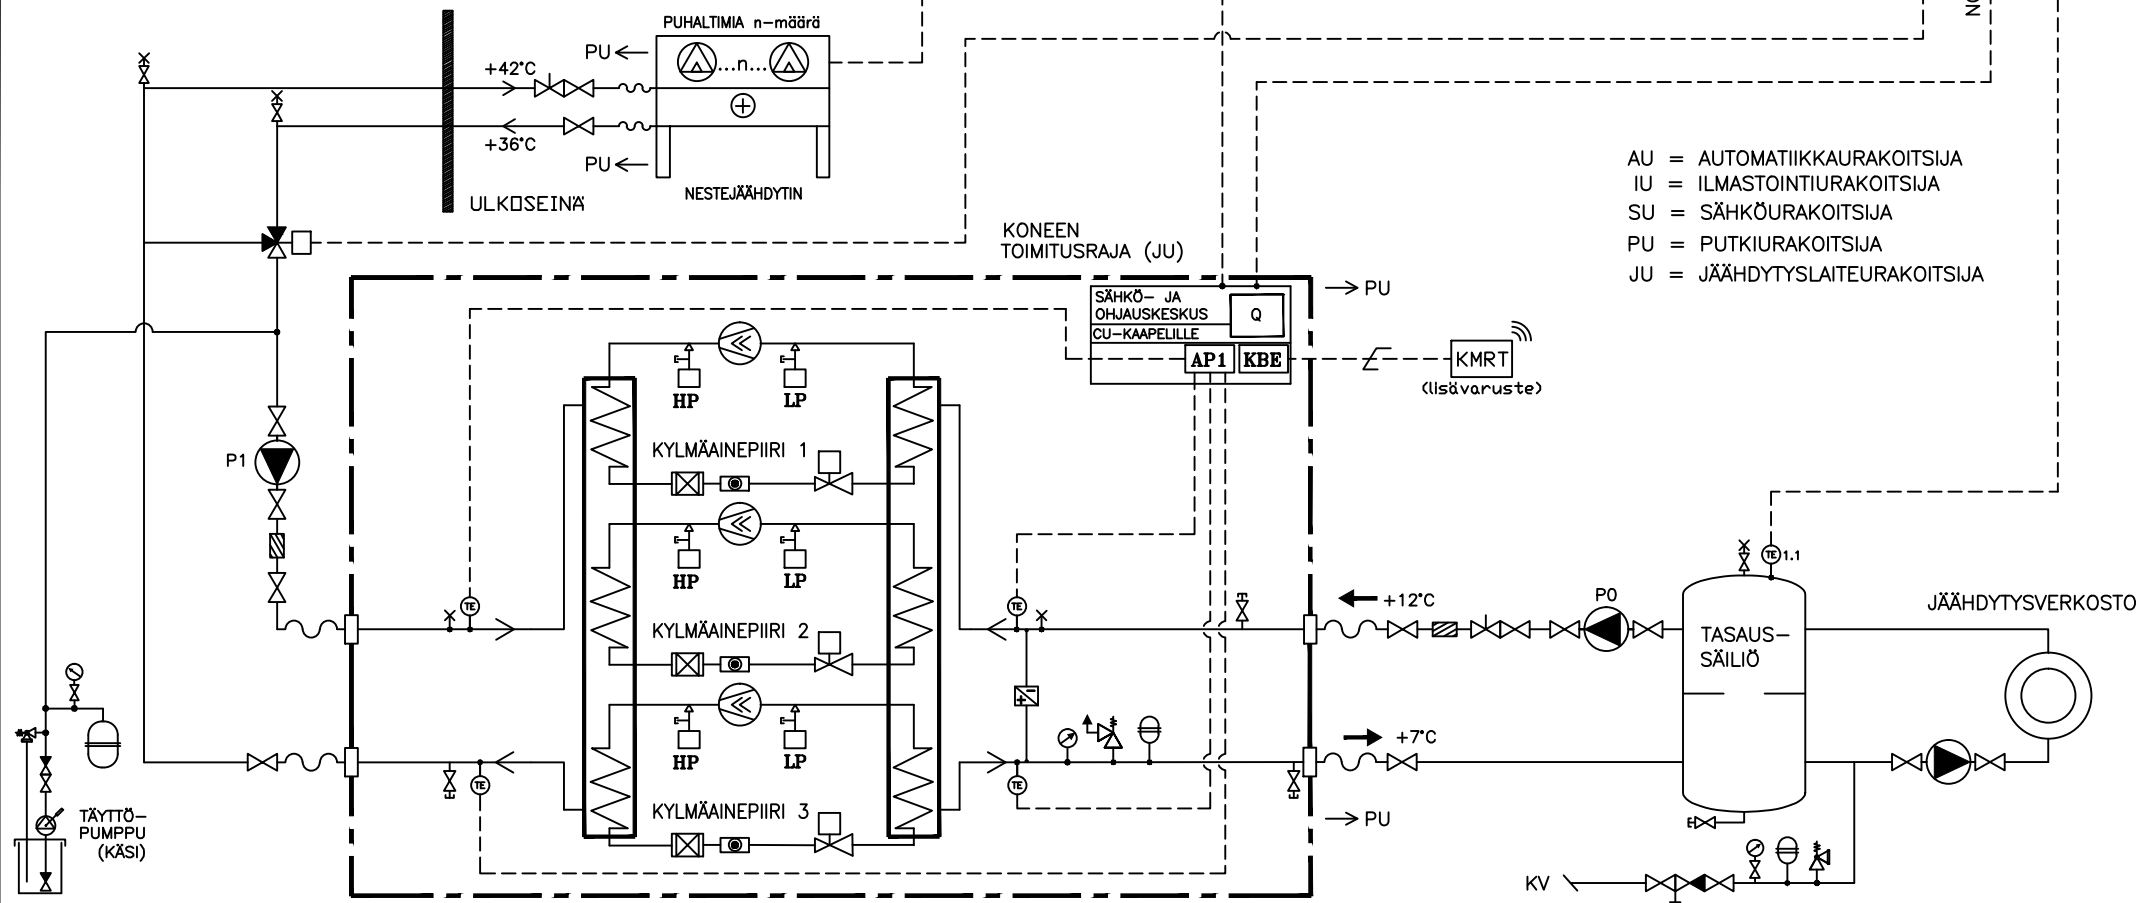 PUHALTIMIA n-määrä
PU
+42°C
...n...
+36°C
PU
NESTEJÄÄHDYTIN
ULKOSEINÄ
AU = AUTOMATIIKKAURAKOITSIJA
IU = ILMASTOINTIURAKOITSIJA
SU = SÄHKÖURAKOITSIJA
PU = PUTKIURAKOITSIJA
JU = JÄÄHDYTYSLAITEURAKOITSIJA
KONEEN
TOIMITUSRAJA (JU)
PU
SÄHKÖ- JA
OHJAUSKESKUS
CU-KAAPELILLE
Q
AP1
KBE
KMRT
(lisävaruste)
HP
LP
KYLMÄAINEPIIRI 1
P1
HP
LP
TE
TE
KYLMÄAINEPIIRI 2
HP
LP
TE
TE
KYLMÄAINEPIIRI 3
+12°C
P0
TE 1.1
JÄÄHDYTYSVERKOSTO
TASAUS-
SÄILIÖ
+7°C
PU
TÄYTTÖ-
PUMPPU
(KÄSI)
KV